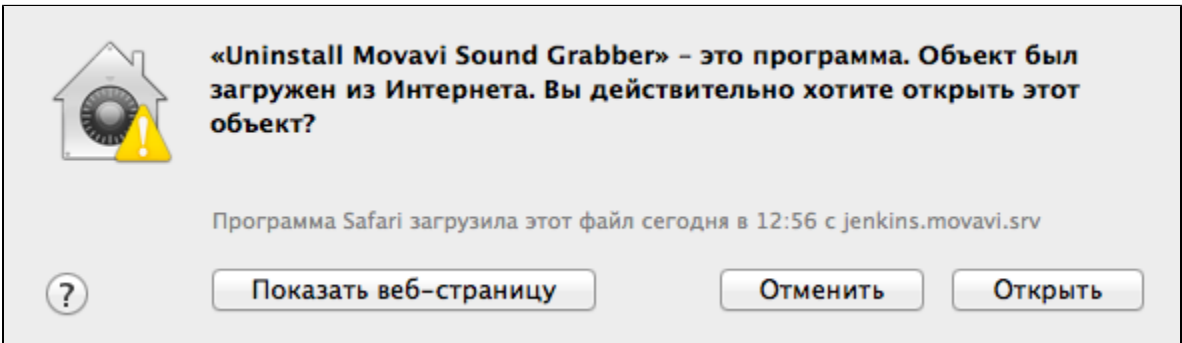 «Uninstall Movavi Sound Grabber» – это программа. Объект был
загружен из Интернета. Вы действительно хотите открыть этот
объект?
Программа Safari загрузила этот файл сегодня в 12:56 с jenkins.movavi.srv
?
Показать веб-страницу
Отменить
Открыть